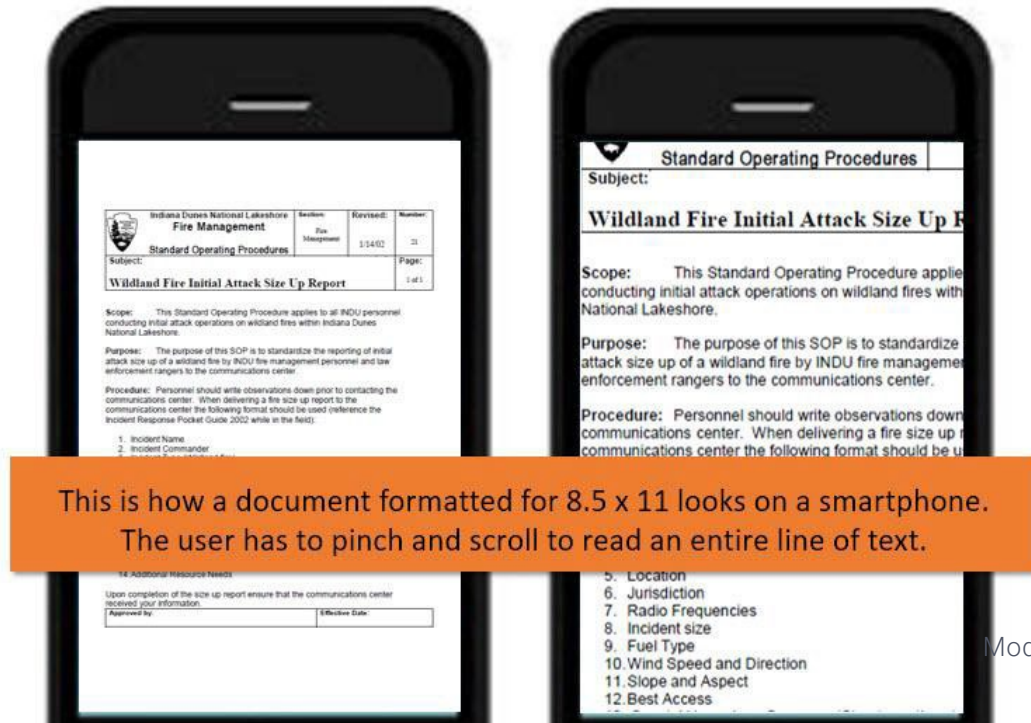 Indiana Dunes National Lakeshore
Fire Management
Standard Operating Procedures
Section:
Fire
Management
Revised:
1/14/02
Number:
21
Subject:
Wildland Fire Initial Attack Size Up Report
Page:
1 of 1
Scope: This Standard Operating Procedure applies to all INDU personnel
conducting initial attack operations on wildland fires within Indiana Dunes
National Lakeshore.
Purpose: The purpose of this SOP is to standardize the reporting of initial
attack size up of a wildland fire by INDU fire management personnel and law
enforcement rangers to the communications center.
Procedure: Personnel should write observations down prior to contacting the
communications center. When delivering a fire size up report to the
communications center the following format should be used (reference the
Incident Response Pocket Guide 2002 while in the field):
1. Incident Name
2. Incident Commander
14. Additional Resource Needs
Upon completion of the size up report ensure that the communications center
received your information.
Approved by:
Effective Date:
Standard Operating Procedures
Subject:
Wildland Fire Initial Attack Size Up R
Scope: This Standard Operating Procedure applie
conducting initial attack operations on wildland fires with
National Lakeshore.
Purpose: The purpose of this SOP is to standardize
attack size up of a wildland fire by INDU fire managemen
enforcement rangers to the communications center.
Procedure: Personnel should write observations down
communications center. When delivering a fire size up r
communications center the following format should be u
This is how a document formatted for 8.5 x 11 looks on a smartphone.
The user has to pinch and scroll to read an entire line of text.
5. Location
6. Jurisdiction
7. Radio Frequencies
8. Incident size
9. Fuel Type
10. Wind Speed and Direction
11. Slope and Aspect
12. Best Access
Mod